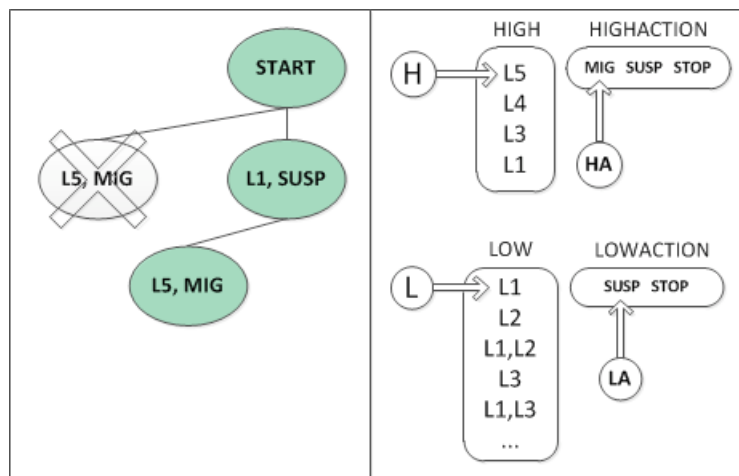 START
L5, MIG
L1, SUSP
L5, MIG
HIGH
HIGHACTION
H
L5
L4
L3
L1
MIG SUSP STOP
HA
LOW
LOWACTION
L
L1
L2
L1,L2
L3
L1,L3
...
SUSP STOP
LA